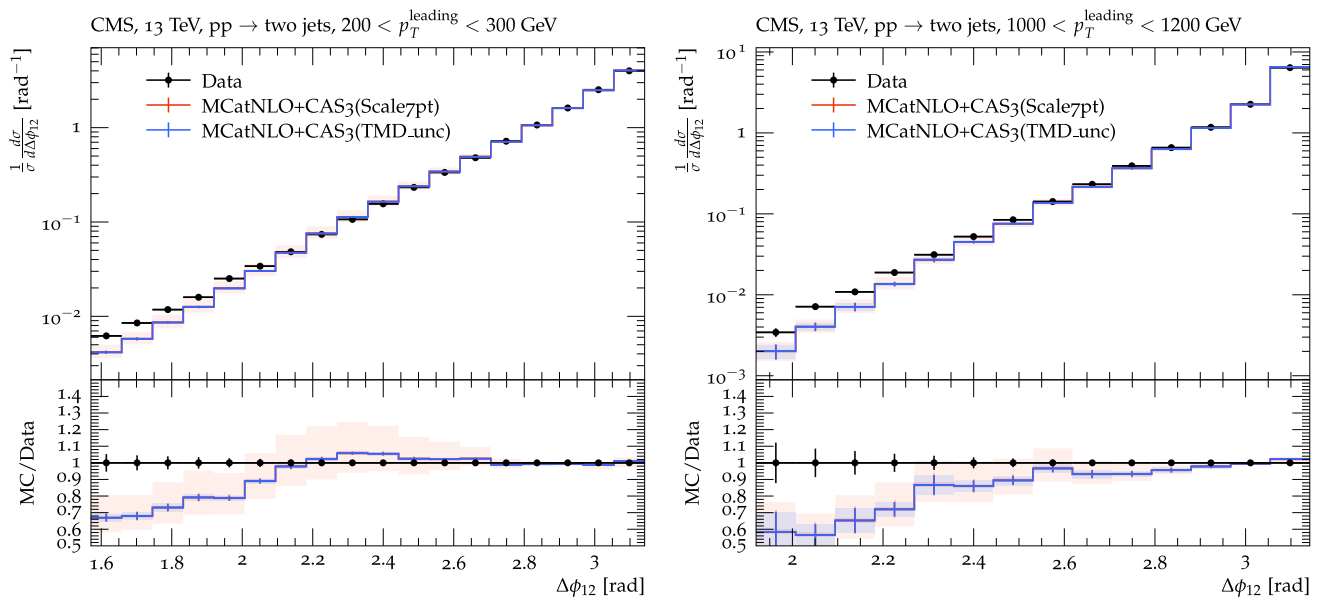 CMS, 13 TeV, pp → two jets, 200 < p_T^leading < 300 GeV
1/σ dσ/dΔϕ₁₂ [rad⁻¹]
Data
MCatNLO+CAS3(Scale7pt)
MCatNLO+CAS3(TMD_unc)
1
10⁻¹
10⁻²
MC/Data
1.4
1.3
1.2
1.1
1
0.9
0.8
0.7
0.6
0.5
1.6 1.8 2 2.2 2.4 2.6 2.8 3
Δϕ₁₂ [rad]
CMS, 13 TeV, pp → two jets, 1000 < p_T^leading < 1200 GeV
1/σ dσ/dΔϕ₁₂ [rad⁻¹]
10¹
Data
MCatNLO+CAS3(Scale7pt)
MCatNLO+CAS3(TMD_unc)
1
10⁻¹
10⁻²
10⁻³
MC/Data
1.4
1.3
1.2
1.1
1
0.9
0.8
0.7
0.6
0.5
2 2.2 2.4 2.6 2.8 3
Δϕ₁₂ [rad]